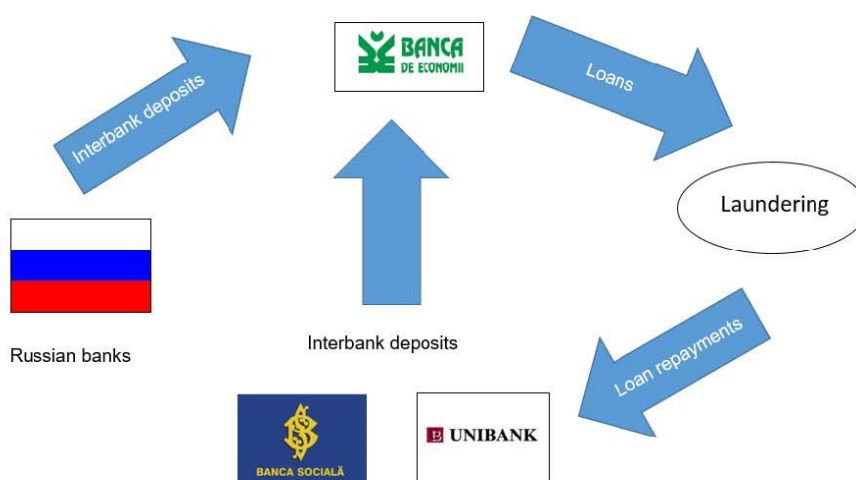 BANCA
DE ECONOMII
Interbank deposits
Loans
Laundering
Russian banks
Interbank deposits
Loan repayments
BANCA SOCIALĂ
UNIBANK